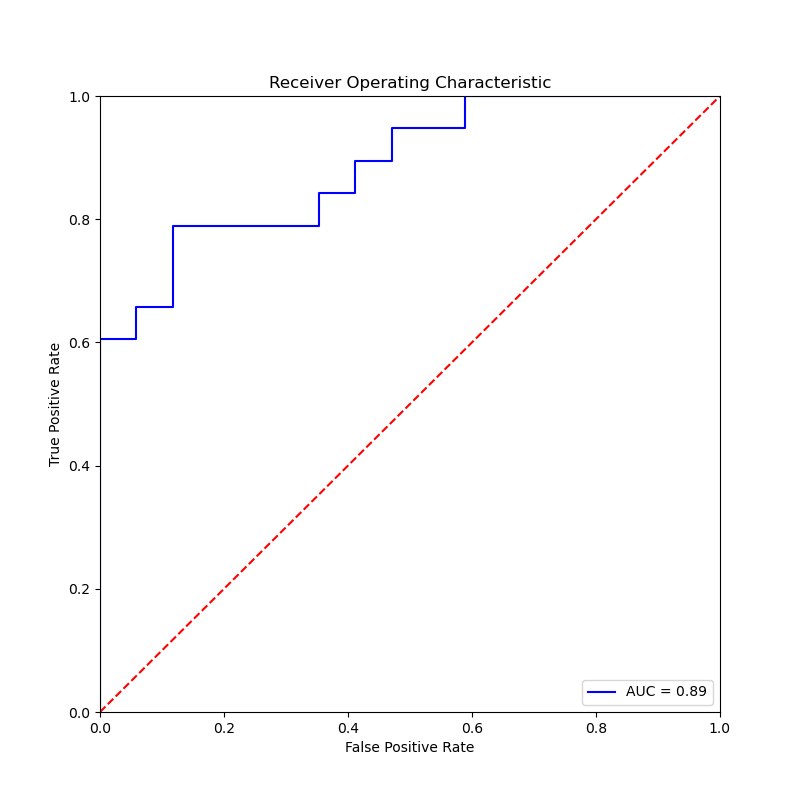 Receiver Operating Characteristic
1.0
0.8
0.6
0.4
0.2
0.0
True Positive Rate
AUC = 0.89
0.0 0.2 0.4 0.6 0.8 1.0
False Positive Rate